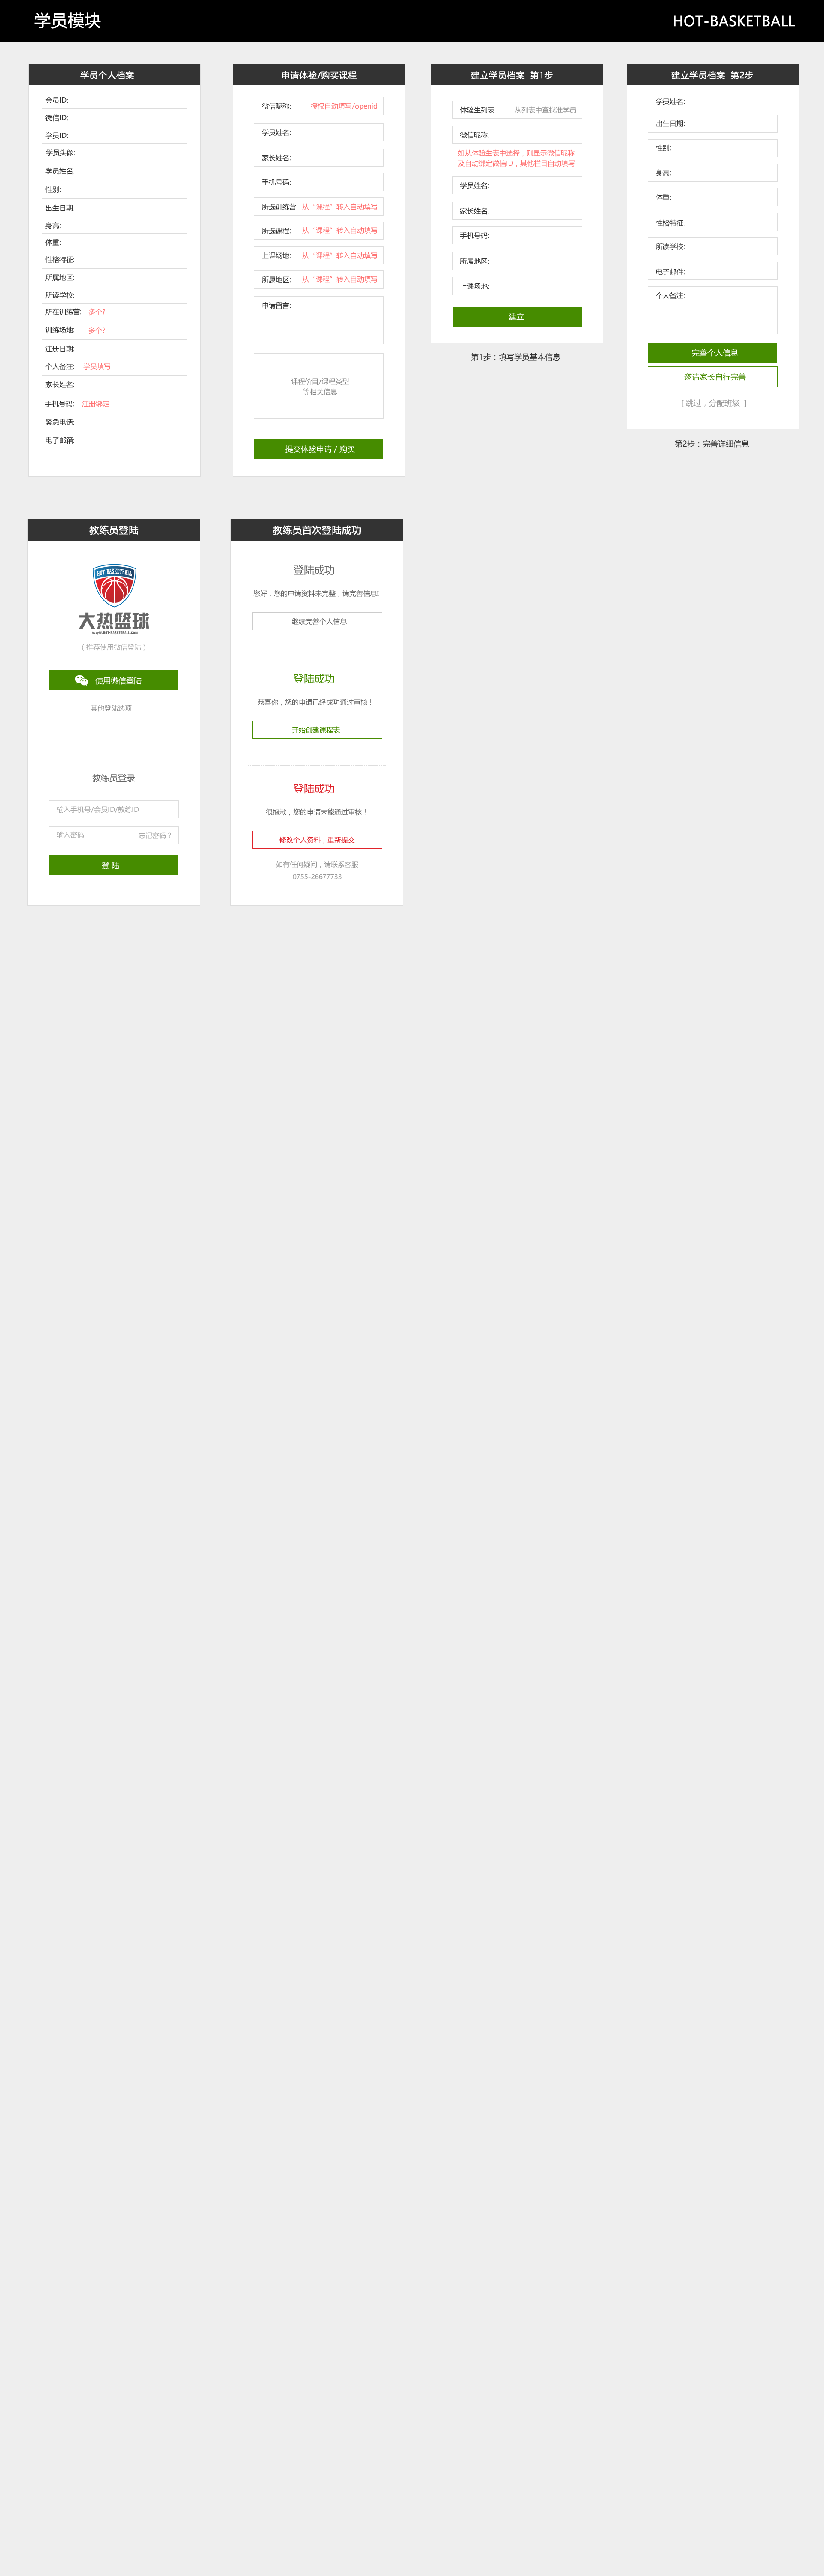 学员模块
HOT-BASKETBALL
学员个人档案
会员ID:
微信ID:
学员ID:
学员头像:
学员姓名:
性别:
出生日期:
身高:
体重:
性格特征:
所属地区:
所读学校:
所在训练营: 多个?
训练场地: 多个?
注册日期:
个人备注: 学员填写
家长姓名:
手机号码: 注册绑定
紧急电话:
电子邮箱:
申请体验/购买课程
微信昵称: 授权自动填写/openid
学员姓名:
家长姓名:
手机号码:
所选训练营: 从“课程”转入自动填写
所选课程: 从“课程”转入自动填写
上课场地: 从“课程”转入自动填写
所属地区: 从“课程”转入自动填写
申请留言:
课程价目/课程类型
等相关信息
提交体验申请 / 购买
建立学员档案 第1步
体验生列表 从列表中直找准学员
微信昵称:
如从体验生表中选择，则显示微信昵称
及自动绑定微信ID，其他栏目自动填写
学员姓名:
家长姓名:
手机号码:
所属地区:
上课场地:
建立
第1步：填写学员基本信息
建立学员档案 第2步
学员姓名:
出生日期:
性别:
身高:
体重:
性格特征:
所读学校:
电子邮件:
个人备注:
完善个人信息
邀请家长自行完善
[ 跳过，分配班级 ]
第2步：完善详细信息
教练员登陆
HOT BASKETBALL
大热篮球
（ 推荐使用微信登陆 ）
使用微信登陆
其他登陆选项
教练员登录
输入手机号/会员ID/教练ID
输入密码 忘记密码？
登 陆
教练员首次登陆成功
登陆成功
您好，您的申请资料未完整，请完善信息!
继续完善个人信息
登陆成功
恭喜你，您的申请已经成功通过审核！
开始创建课程表
登陆成功
很抱歉，您的申请未能通过审核！
修改个人资料，重新提交
如有任何疑问，请联系客服
0755-26677733